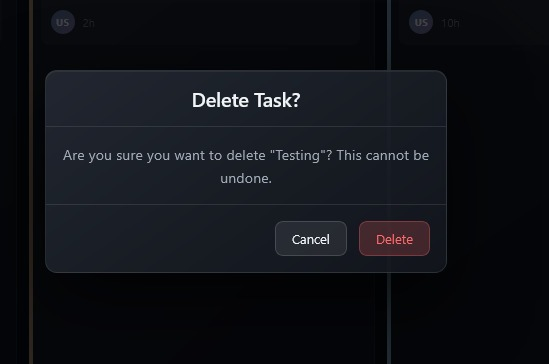 US 2h
US 10h
Delete Task?
Are you sure you want to delete "Testing"? This cannot be
undone.
Cancel Delete